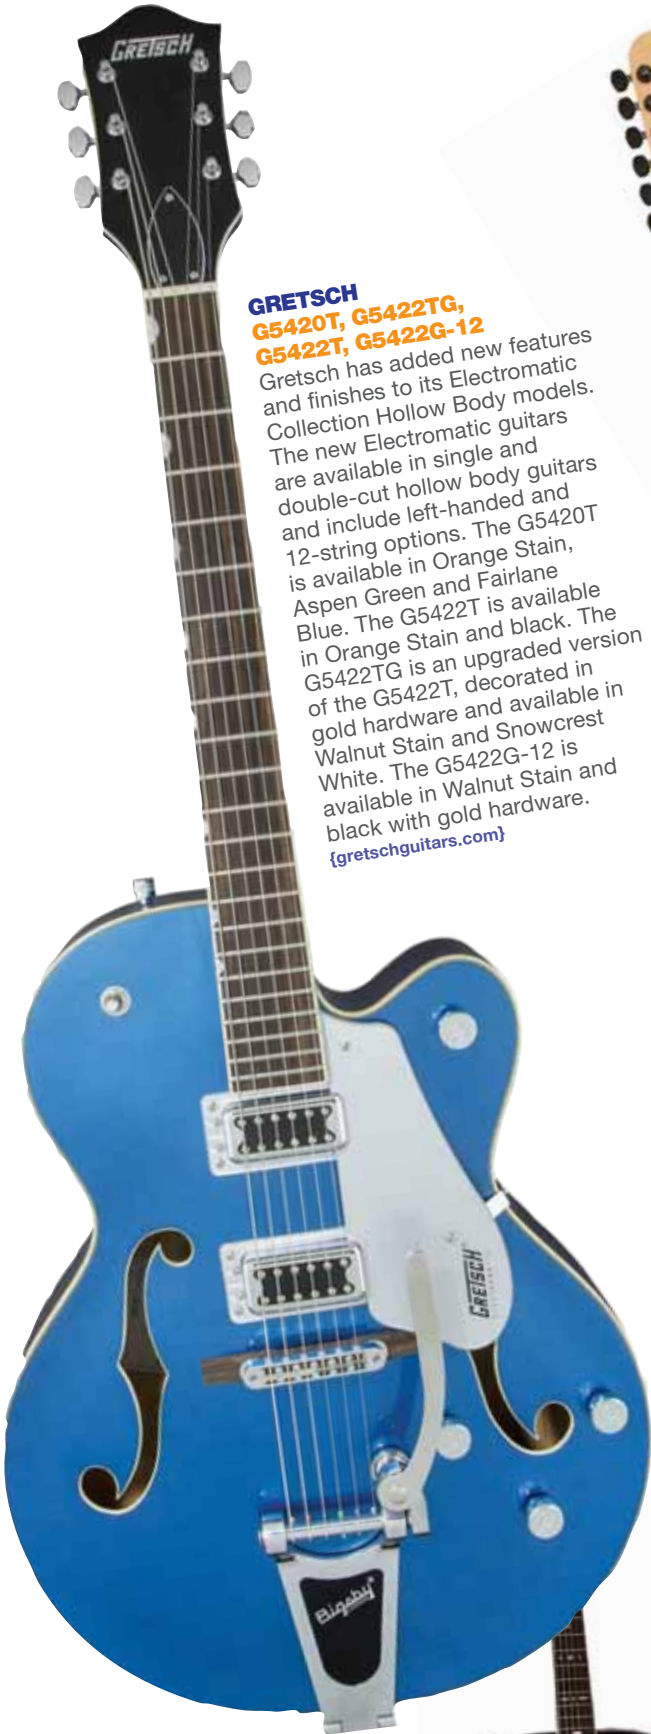 GRETSCH
GRETSCH
G5420T, G5422TG,
G5422T, G5422G-12
Gretsch has added new features
and finishes to its Electromatic
Collection Hollow Body models.
The new Electromatic guitars
are available in single and
double-cut hollow body guitars
and include left-handed and
12-string options. The G5420T
is available in Orange Stain,
Aspen Green and Fairlane
Blue. The G5422T is available
in Orange Stain and black. The
G5422TG is an upgraded version
of the G5422T, decorated in
gold hardware and available in
Walnut Stain and Snowcrest
White. The G5422G-12 is
available in Walnut Stain and
black with gold hardware.
{gretschguitars.com}
GRETSCH
Bigsby